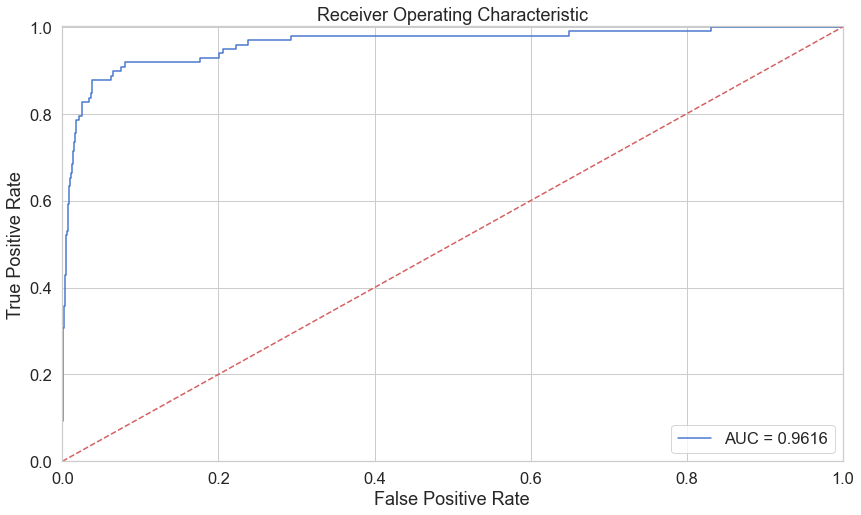 Receiver Operating Characteristic
1.0
0.8
0.6
0.4
0.2
0.0
True Positive Rate
AUC = 0.9616
0.0 0.2 0.4 0.6 0.8 1.0
False Positive Rate